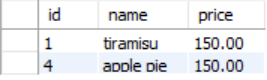 id name price
1 tiramisu 150.00
4 apple pie 150.00